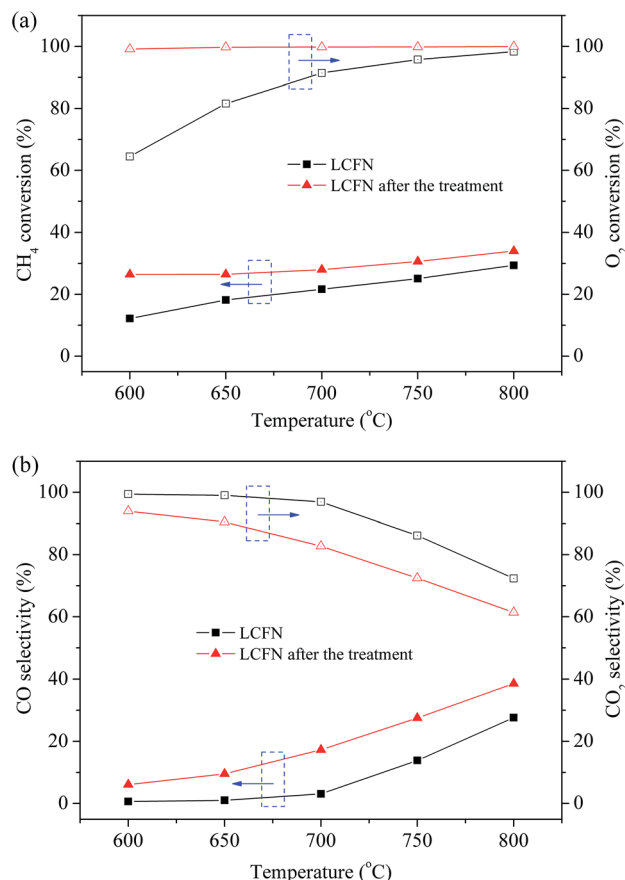 (a)
100
80
60
40
20
0
100
80
60
40
20
0
CH4 conversion (%)
O2 conversion (%)
LCFN
LCFN after the treatment
600 650 700 750 800
Temperature (°C)
(b)
100
80
60
40
20
0
100
80
60
40
20
0
CO selectivity (%)
CO2 selectivity (%)
LCFN
LCFN after the treatment
600 650 700 750 800
Temperature (°C)